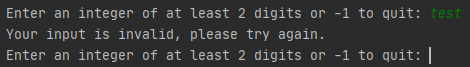 Enter an integer of at least 2 digits or -1 to quit: test
Your input is invalid, please try again.
Enter an integer of at least 2 digits or -1 to quit: